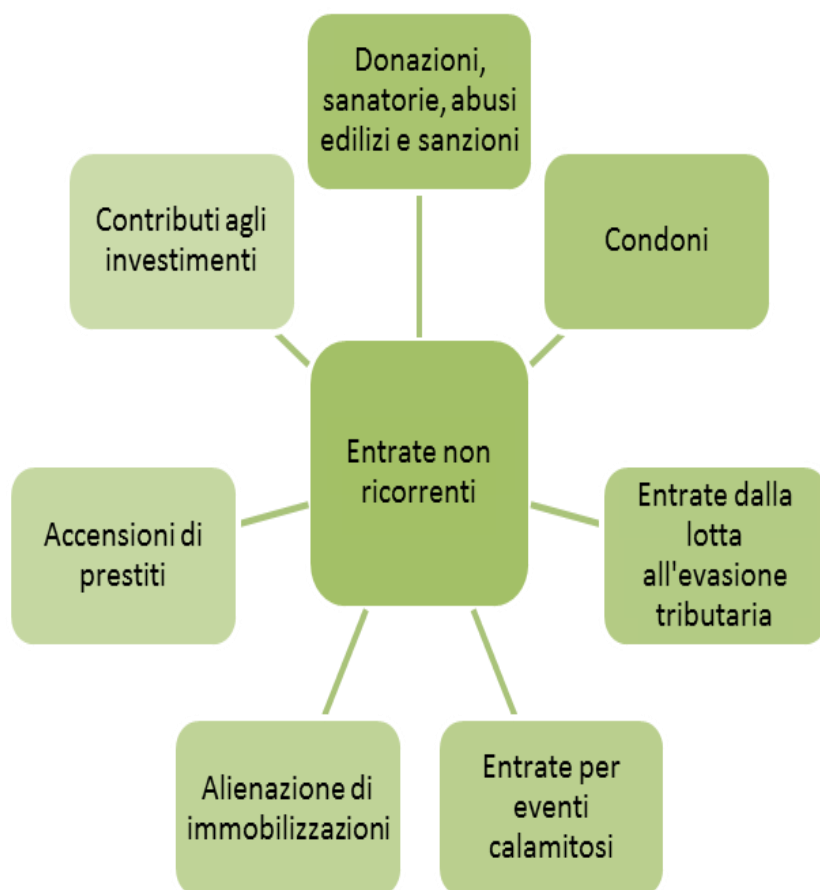 Donazioni,
sanatorie, abusi
edilizi e sanzioni
Condoni
Entrate dalla
lotta
all'evasione
tributaria
Entrate per
eventi
calamitosi
Alienazione di
immobilizzazioni
Accensioni di
prestiti
Contributi agli
investimenti
Entrate non
ricorrenti